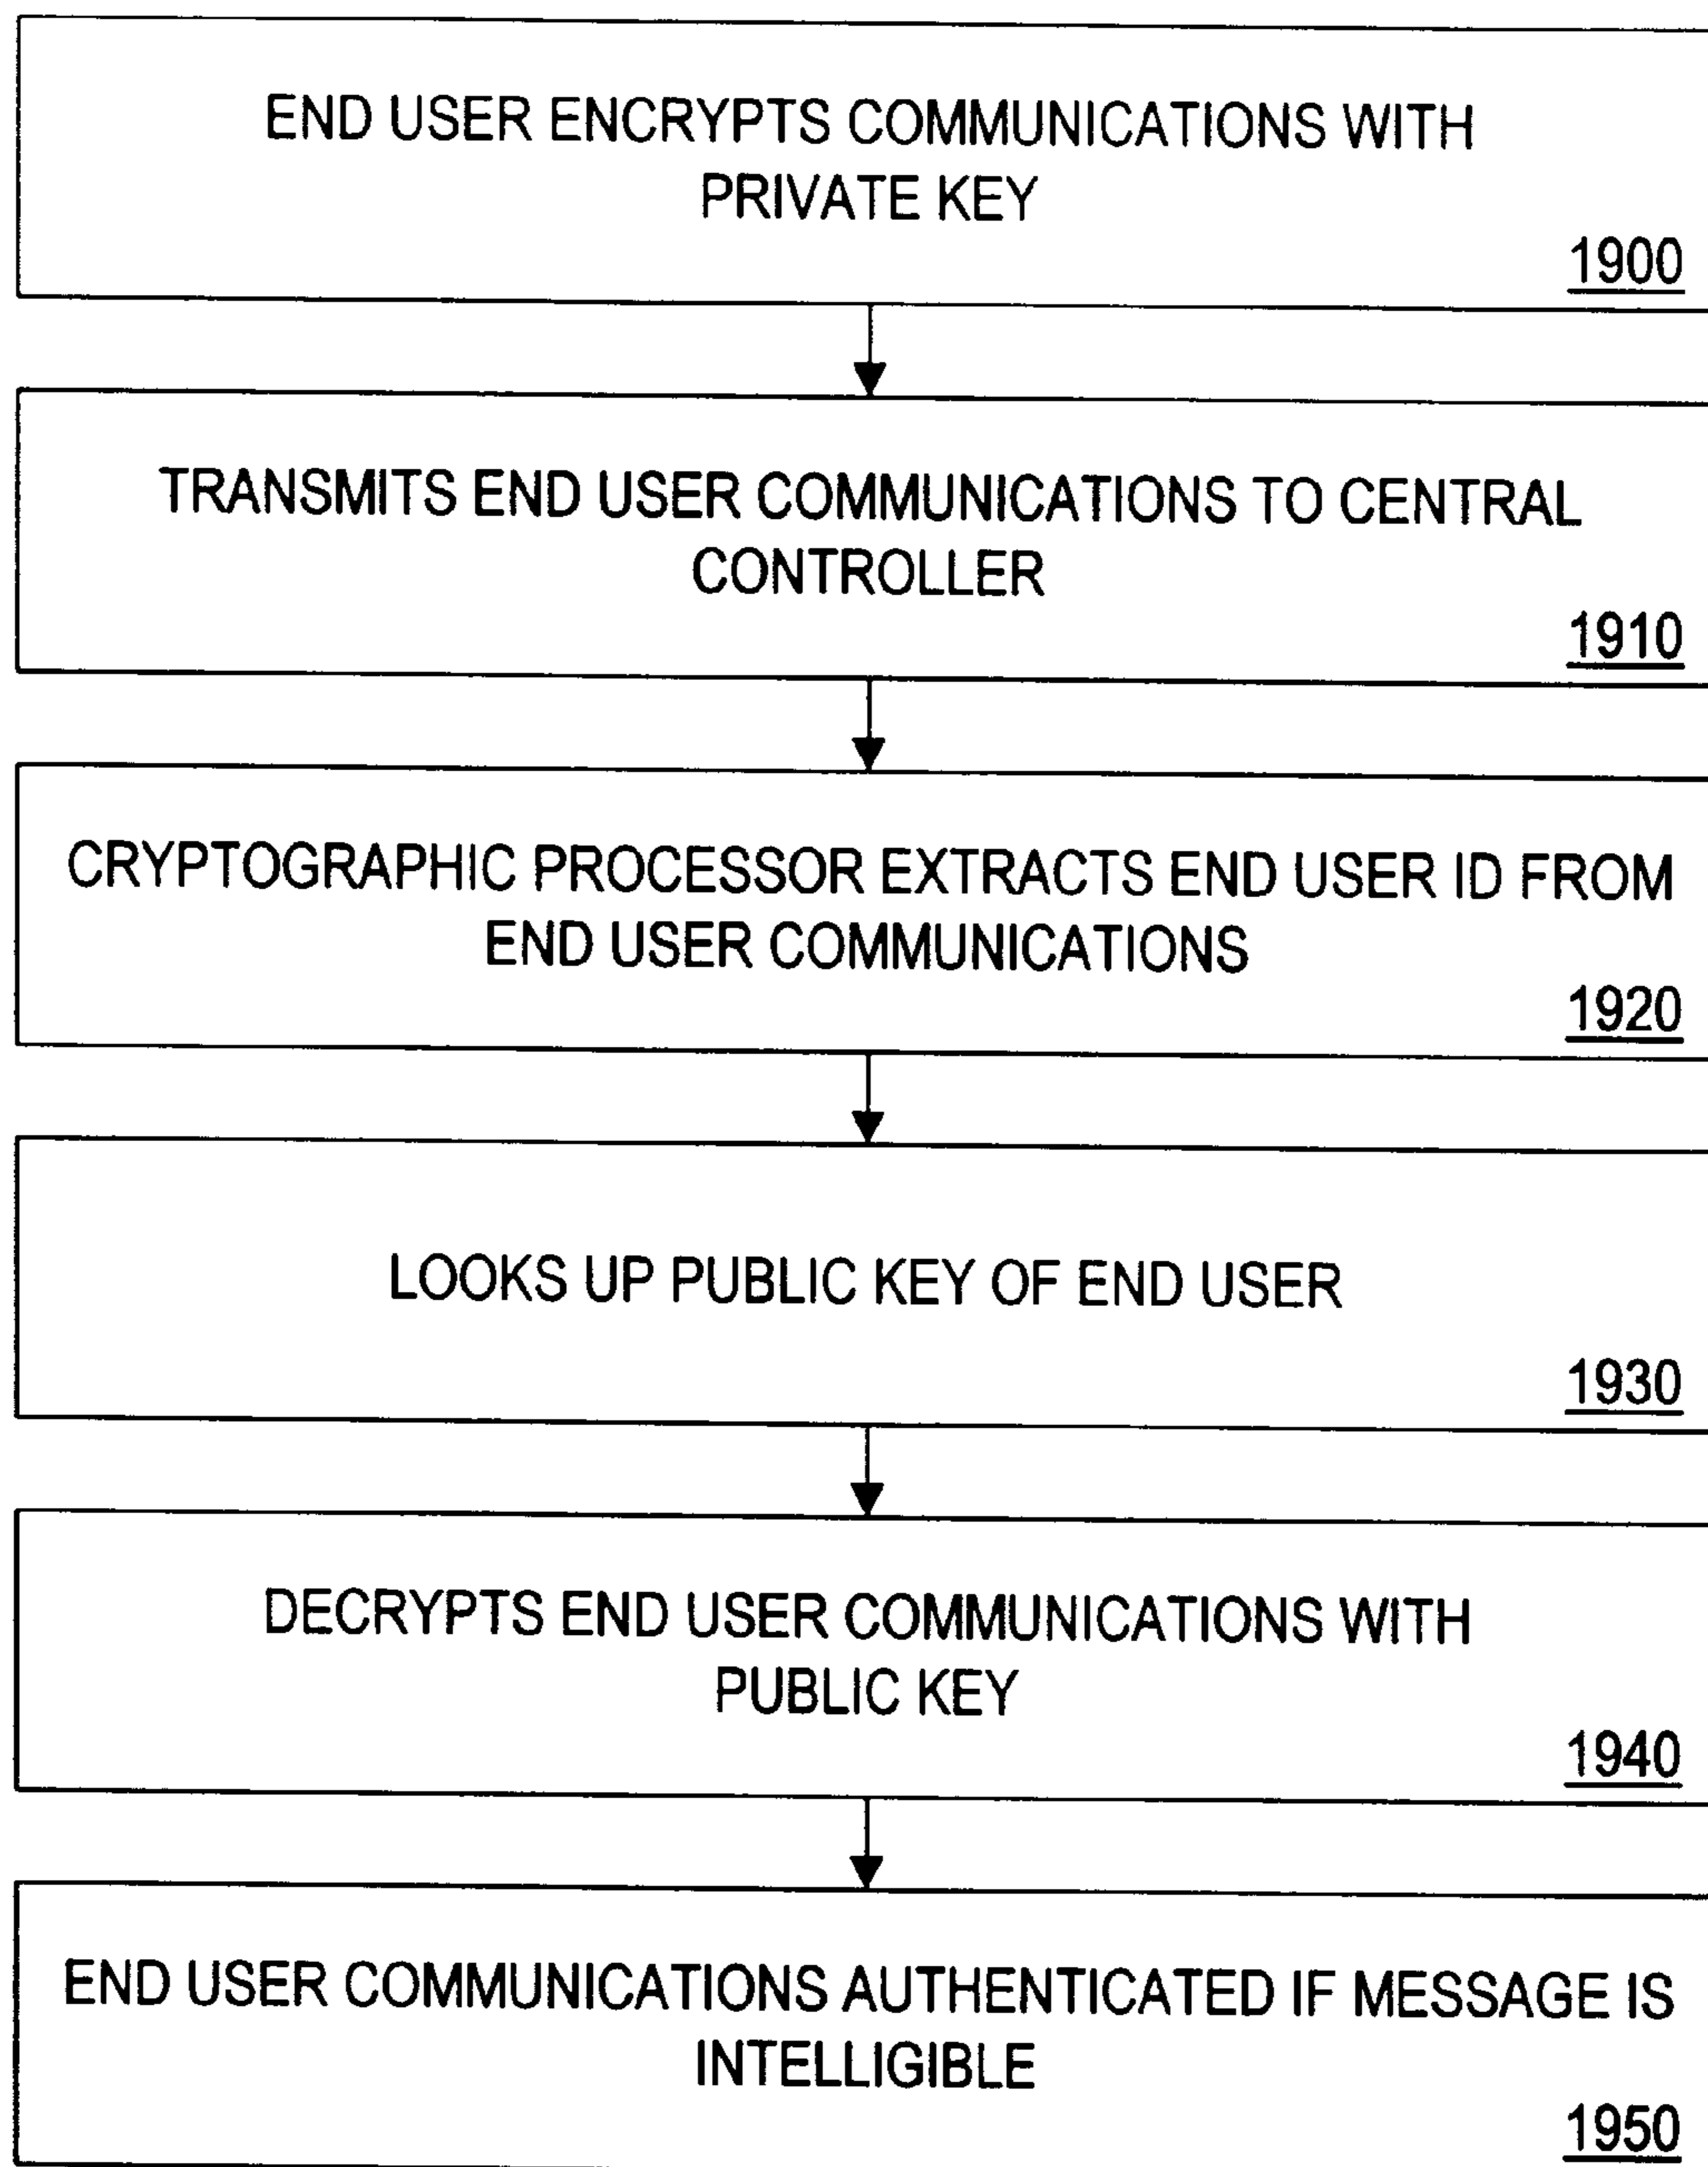 END USER ENCRYPTS COMMUNICATIONS WITH
PRIVATE KEY
1900
TRANSMITS END USER COMMUNICATIONS TO CENTRAL
CONTROLLER
1910
CRYPTOGRAPHIC PROCESSOR EXTRACTS END USER ID FROM
END USER COMMUNICATIONS
1920
LOOKS UP PUBLIC KEY OF END USER
1930
DECRYPTS END USER COMMUNICATIONS WITH
PUBLIC KEY
1940
END USER COMMUNICATIONS AUTHENTICATED IF MESSAGE IS
INTELLIGIBLE
1950